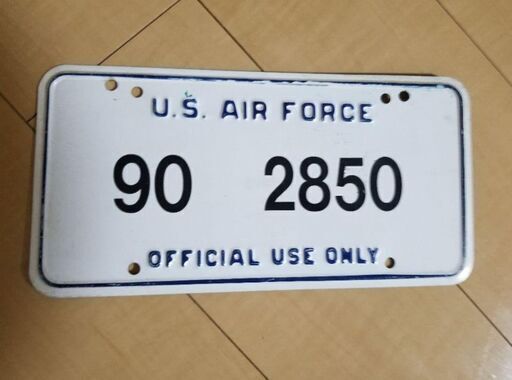 U.S. AIR FORCE
90 2850
OFFICIAL USE ONLY